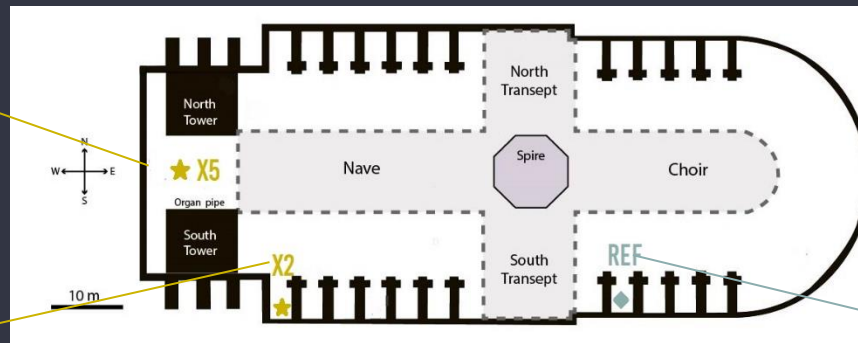 North
Tower
North
Transept
N
W E
S
X5
Nave
Spire
Choir
Organ pipe
South
Tower
X2
South
Transept
REF
10 m